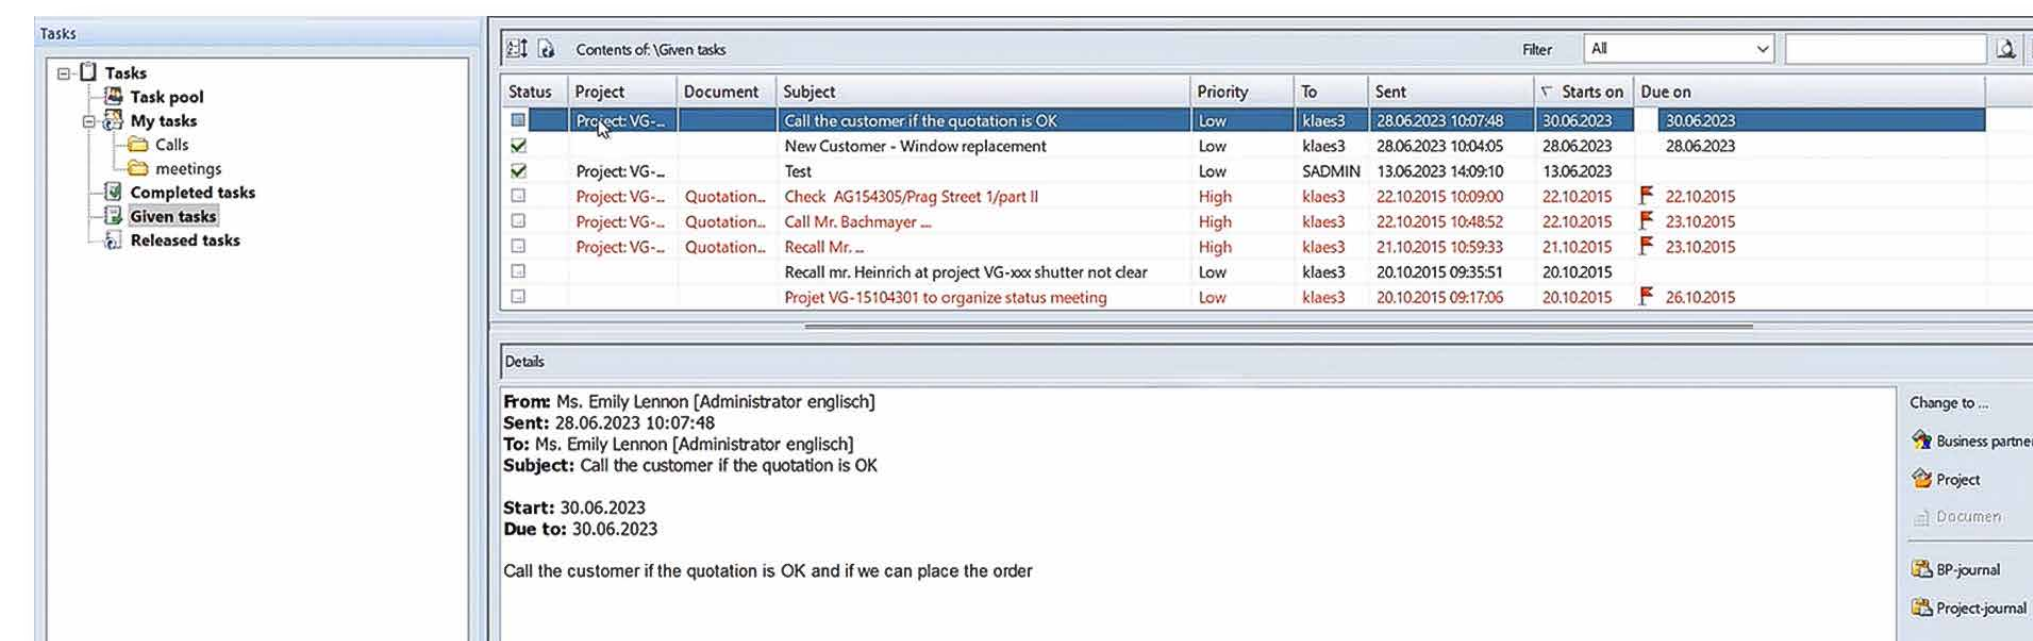 Tasks
Tasks
Task pool
My tasks
Calls
meetings
Completed tasks
Given tasks
Released tasks
Contents of: \Given tasks Filter All
Status Project Document Subject Priority To Sent Starts on Due on
Project: VG-... Call the customer if the quotation is OK Low klaes3 28.06.2023 10:07:48 30.06.2023 30.06.2023
New Customer - Window replacement Low klaes3 28.06.2023 10:04:05 28.06.2023 28.06.2023
Project: VG-... Test Low SADMIN 13.06.2023 14:09:10 13.06.2023
Project: VG-... Quotation... Check AG154305/Prag Street 1/part II High klaes3 22.10.2015 10:09:00 22.10.2015 22.10.2015
Project: VG-... Quotation... Call Mr. Bachmayer ... High klaes3 22.10.2015 10:48:52 22.10.2015 23.10.2015
Project: VG-... Quotation... Recall Mr. ... High klaes3 21.10.2015 10:59:33 21.10.2015 23.10.2015
Recall mr. Heinrich at project VG-xxx shutter not clear Low klaes3 20.10.2015 09:35:51 20.10.2015
Projet VG-15104301 to organize status meeting Low klaes3 20.10.2015 09:17:06 20.10.2015 26.10.2015
Details
From: Ms. Emily Lennon [Administrator englisch]
Sent: 28.06.2023 10:07:48
To: Ms. Emily Lennon [Administrator englisch]
Subject: Call the customer if the quotation is OK
Start: 30.06.2023
Due to: 30.06.2023
Call the customer if the quotation is OK and if we can place the order
Change to ...
Business partner
Project
Documen
BP-journal
Project-journal